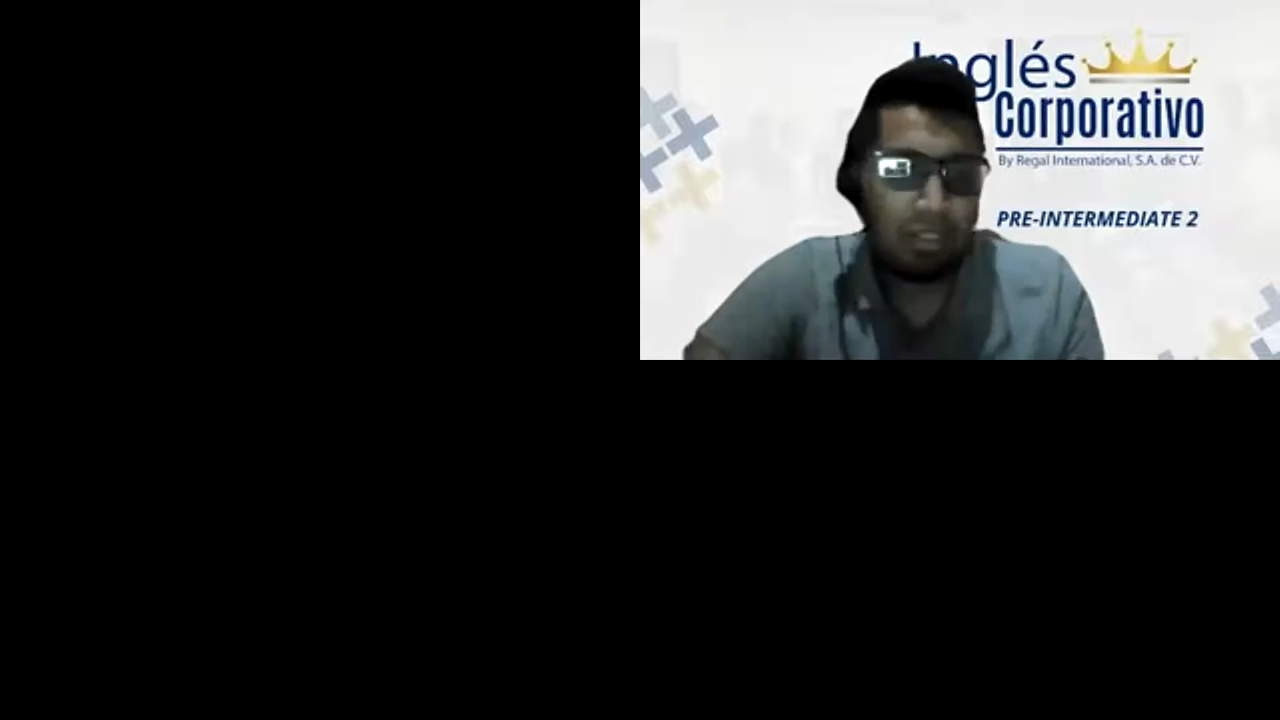 Inglés
Corporativo
By Regal International, S.A. de C.V.
PRE-INTERMEDIATE 2